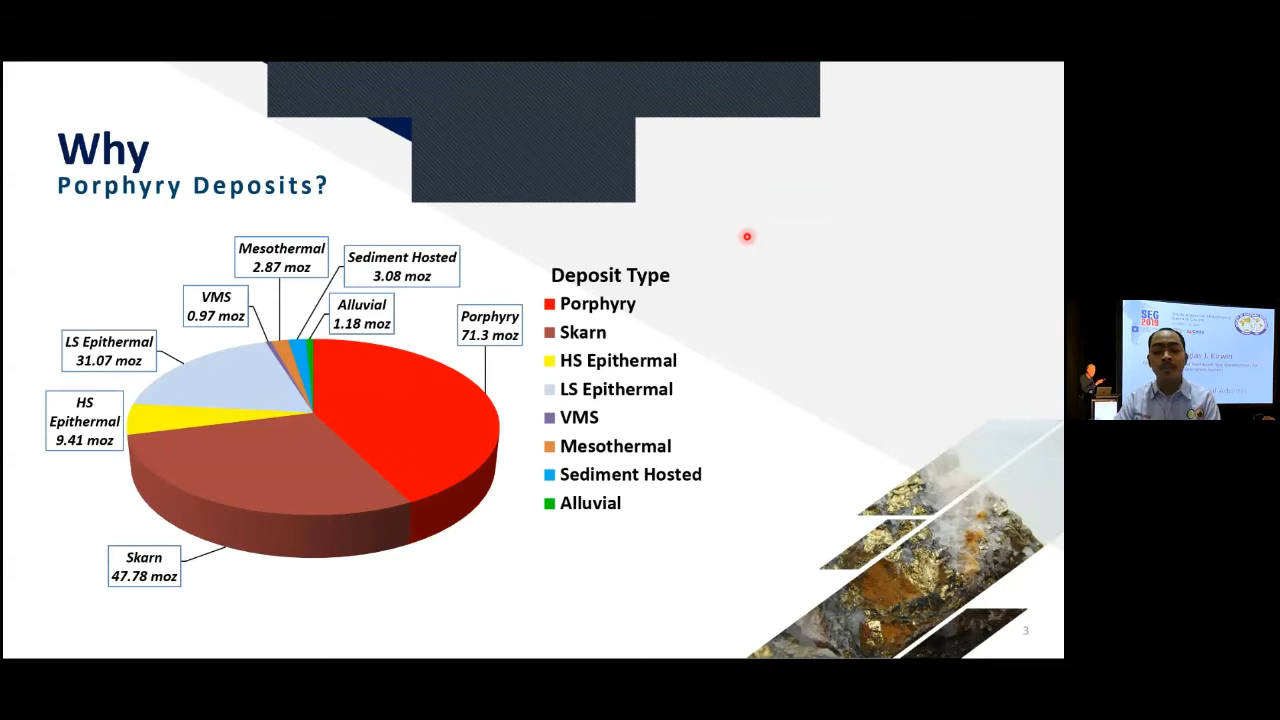 Why
Porphyry Deposits?
Mesothermal
2.87 moz
Sediment Hosted
3.08 moz
VMS
0.97 moz
Alluvial
1.18 moz
Porphyry
71.3 moz
LS Epithermal
31.07 moz
HS
Epithermal
9.41 moz
Skarn
47.78 moz
Deposit Type
Porphyry
Skarn
HS Epithermal
LS Epithermal
VMS
Mesothermal
Sediment Hosted
Alluvial
3
SEG
2019
J. Kirwin